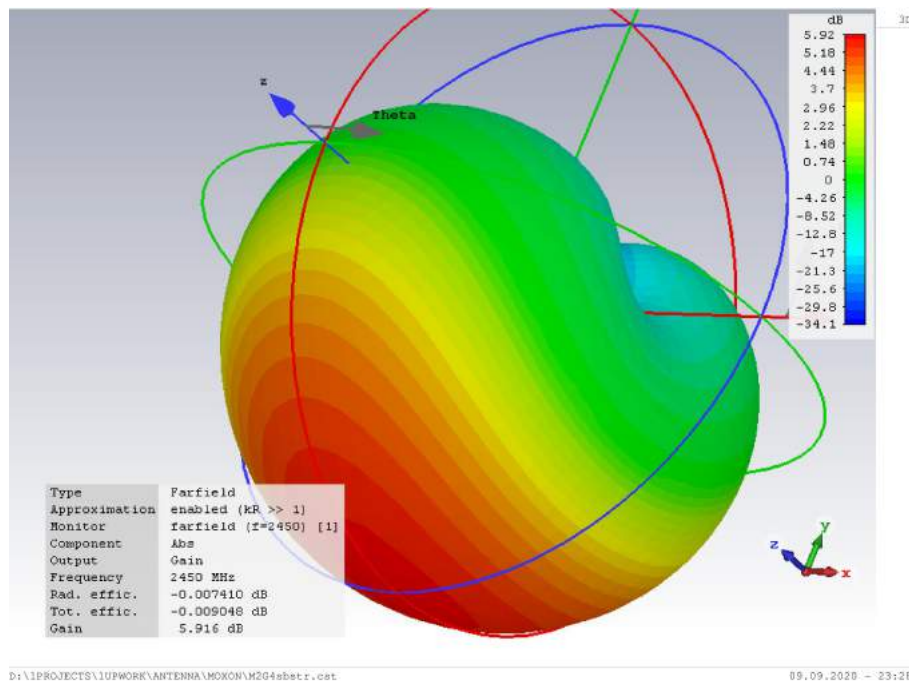 dB
3D
5.92
5.18
4.44
3.7
2.96
2.22
1.48
0.74
0
-4.26
-8.52
-12.8
-17
-21.3
-25.6
-29.8
-34.1
z
Theta
Type Farfield
Approximation enabled (kR >> 1)
Monitor farfield (f=2450) [1]
Component Abs
Output Gain
Frequency 2450 MHz
Rad. effic. -0.007410 dB
Tot. effic. -0.009048 dB
Gain 5.916 dB
y
z
x
D:\1PROJECTS\1UPWORK\ANTENNA\MOXON\M2G4sbstr.cst
09.09.2020 - 23:28